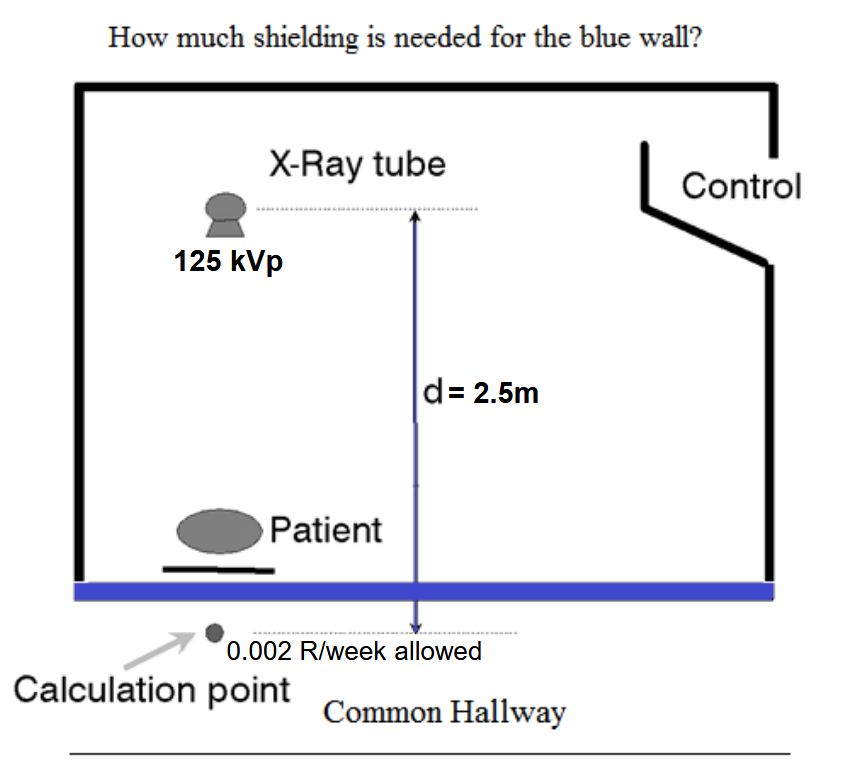 How much shielding is needed for the blue wall?
X-Ray tube
Control
125 kVp
d = 2.5m
Patient
0.002 R/week allowed
Calculation point
Common Hallway